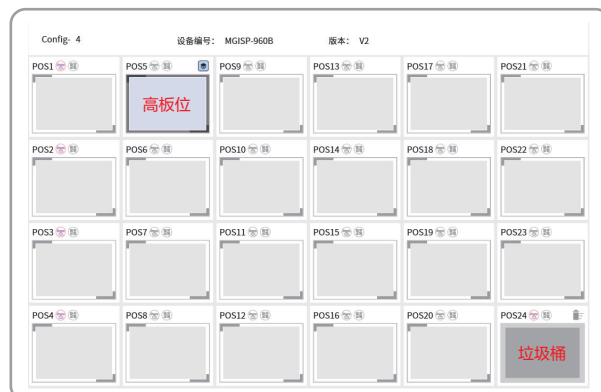 Config- 4 设备编号： MGISP-960B 版本： V2
POS1 POS5 POS9 POS13 POS17 POS21
高板位
POS2 POS6 POS10 POS14 POS18 POS22
POS3 POS7 POS11 POS15 POS19 POS23
POS4 POS8 POS12 POS16 POS20 POS24
垃圾桶